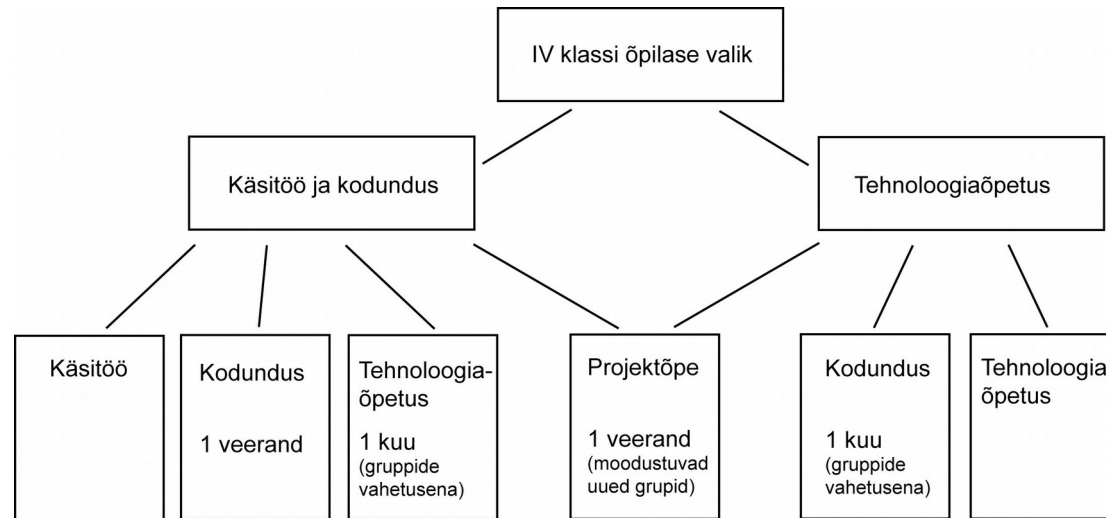 IV klassi õpilase valik
Käsitöö ja kodundus
Tehnoloogiaõpetus
Käsitöö
Kodundus
1 veerand
Tehnoloogia-
õpetus
1 kuu
(gruppide
vahetusena)
Projektõpe
1 veerand
(moodustuvad
uued grupid)
Kodundus
1 kuu
(gruppide
vahetusena)
Tehnoloogia
õpetus